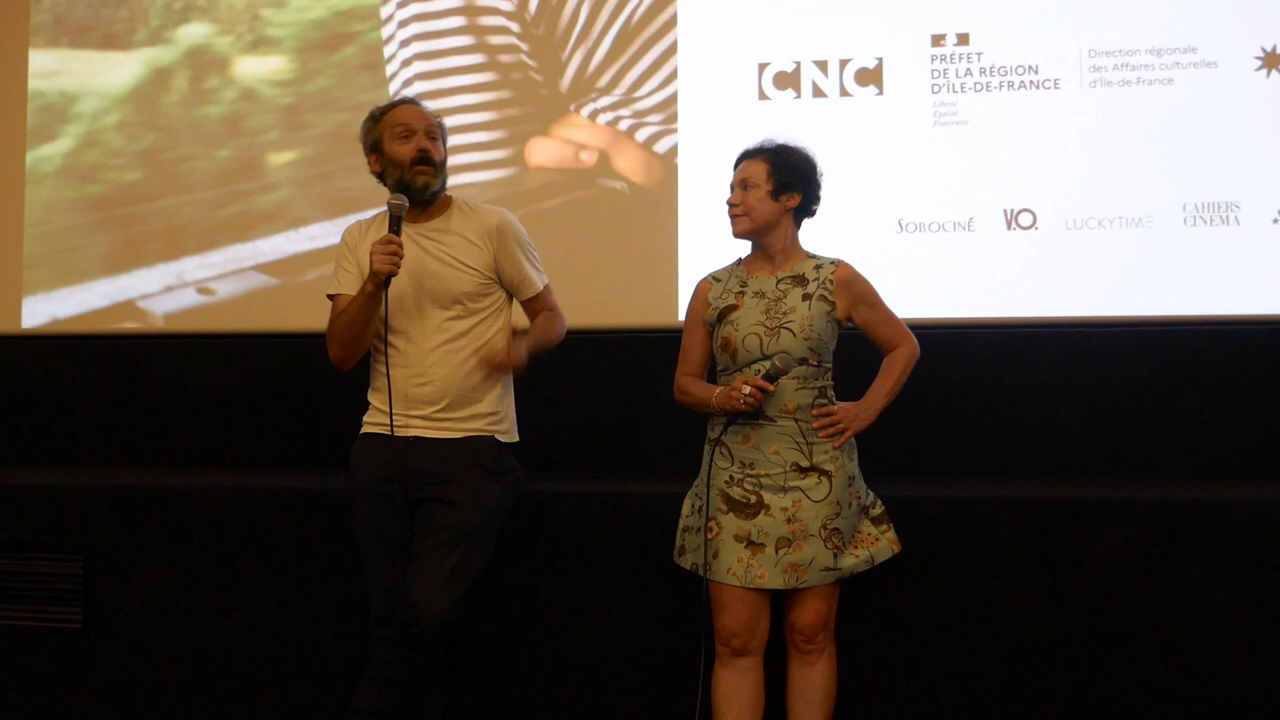 CNC
PRÉFET
DE LA RÉGION
D'ÎLE-DE-FRANCE
Liberté
Égalité
Fraternité
Direction régionale
des Affaires culturelles
d'Île-de-France
SOROCINÉ
V.O.
LUCKYTIME
CAHIERS
CINEMA